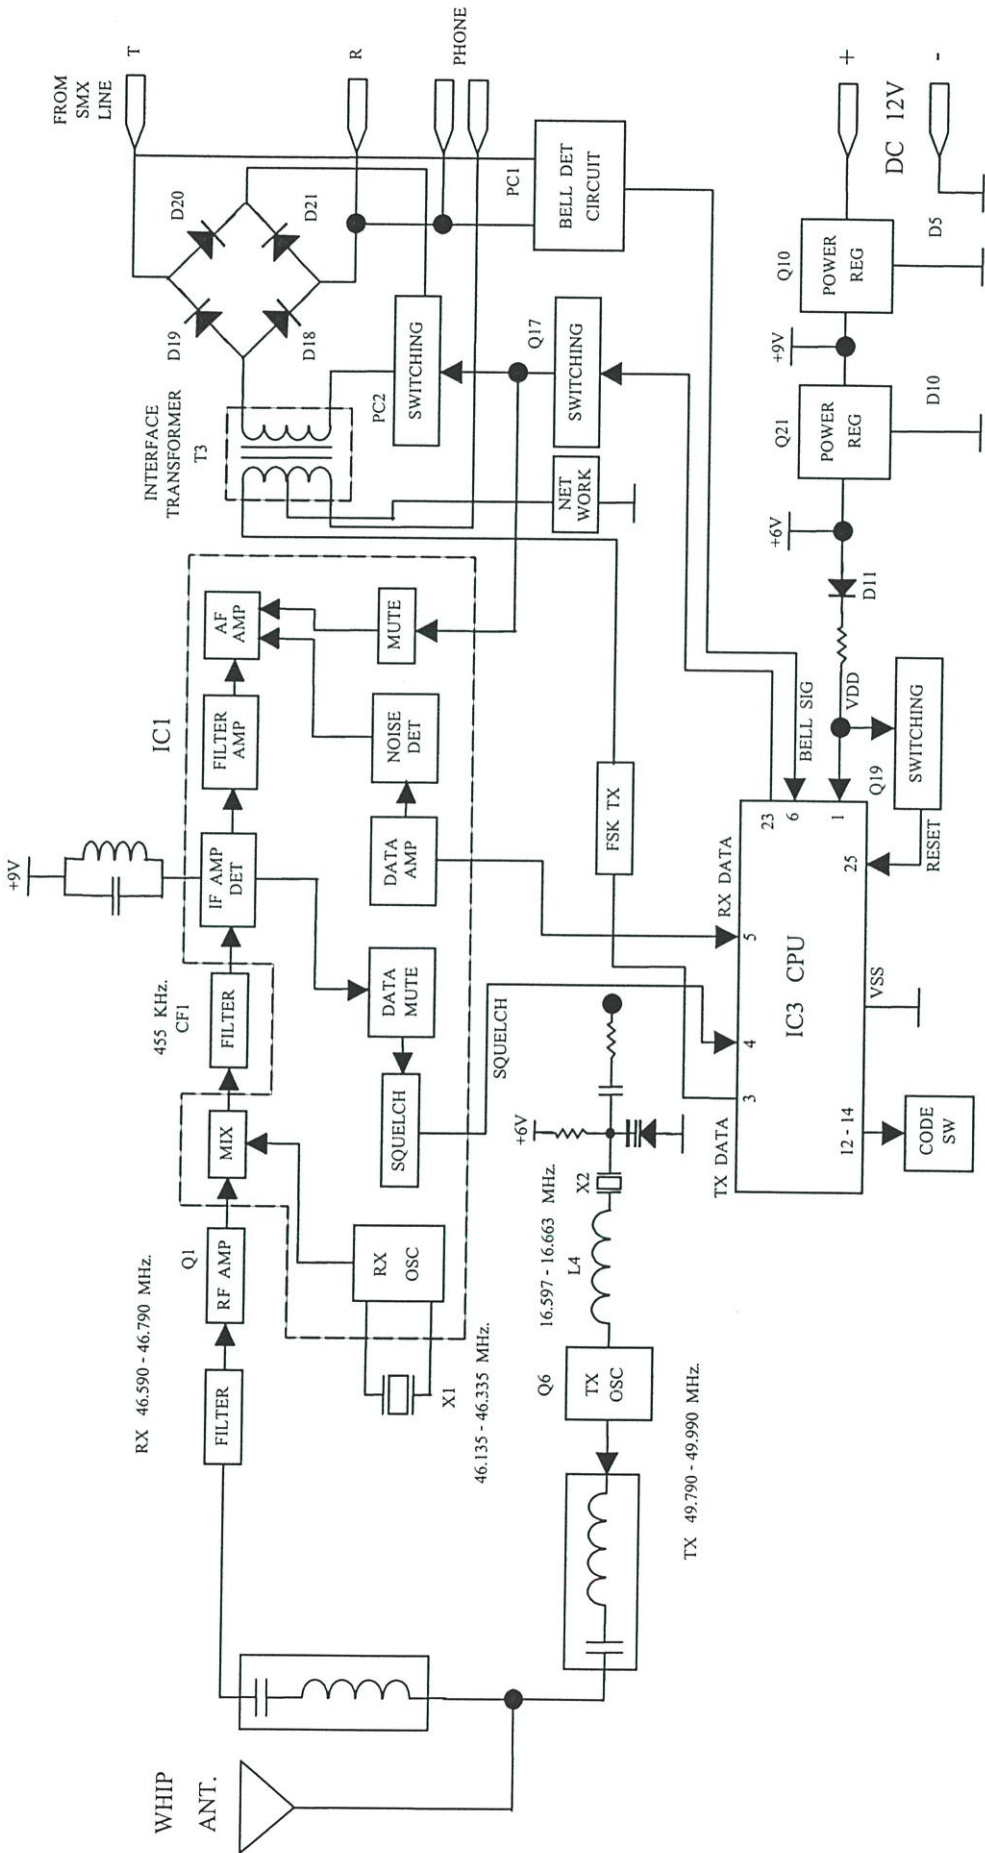 WHIP
ANT.
RX 46.590 - 46.790 MHz.
FILTER
Q1
RF AMP
MIX
455 KHz.
CF1
FILTER
+9V
IF AMP
DET
IC1
FILTER
AMP
AF
AMP
RX
OSC
X1
46.135 - 46.335 MHz.
SQUELCH
DATA
MUTE
DATA
AMP
NOISE
DET
MUTE
INTERFACE
TRANSFORMER
T3
D19
D20
D18
D21
FROM
SMX
LINE
T
R
PHONE
PC2
SWITCHING
PC1
BELL DET
CIRCUIT
Q17
SWITCHING
NET
WORK
FSK TX
SQUELCH
TX 49.790 - 49.990 MHz.
Q6
TX
OSC
16.597 - 16.663 MHz.
L4
X2
+6V
TX DATA
RX DATA
BELL SIG
3
4
5
23
6
1
25
12 - 14
IC3 CPU
VSS
VDD
RESET
CODE
SW
Q19
SWITCHING
D11
+6V
Q21
POWER
REG
D10
+9V
Q10
POWER
REG
D5
DC 12V
+
-